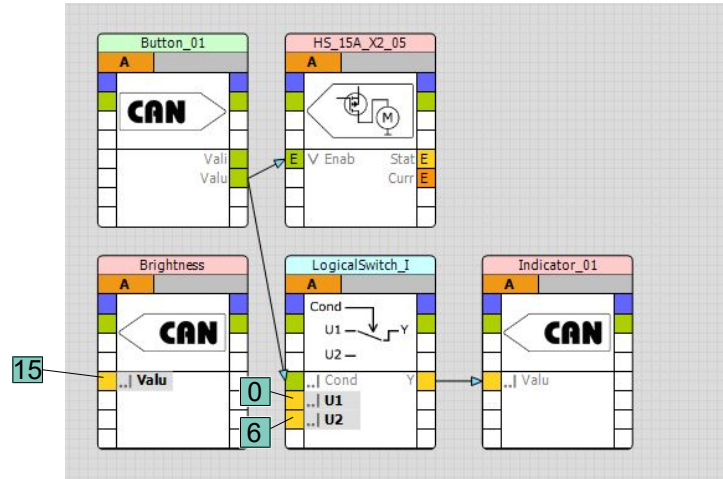 Button_01
A
CAN
Vali
Valu
HS_15A_X2_05
A
M
E V Enab Stat E
Curr E
Brightness
A
CAN
15
..| Valu
LogicalSwitch_I
A
Cond
U1 Y
U2
..| Cond Y
0 ..| U1
6 ..| U2
Indicator_01
A
CAN
..| Valu